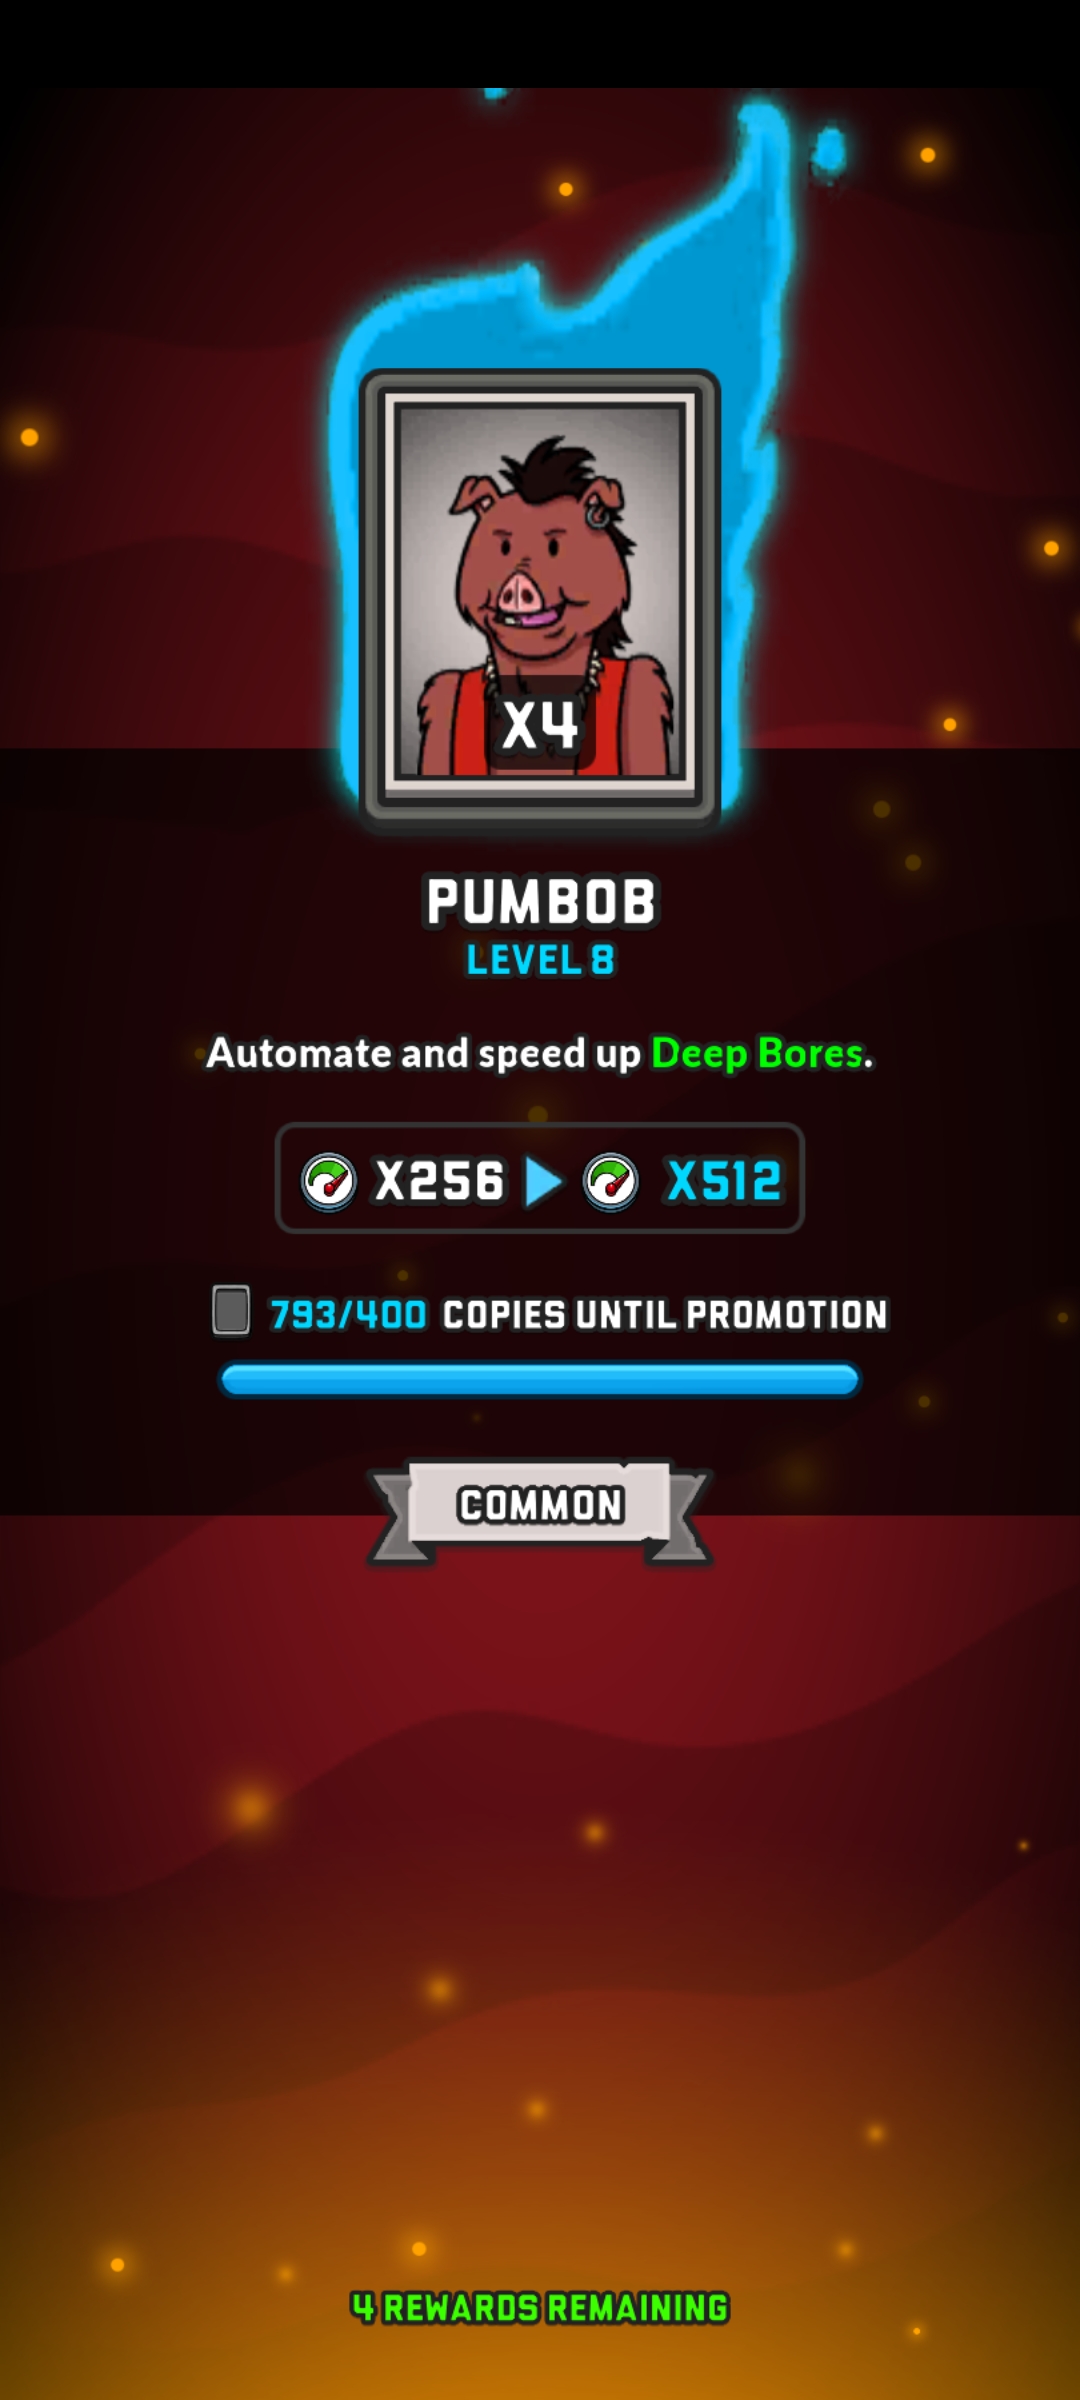 X4
PUMBOB
LEVEL 8
Automate and speed up Deep Bores.
X256 X512
793/400 COPIES UNTIL PROMOTION
COMMON
4 REWARDS REMAINING